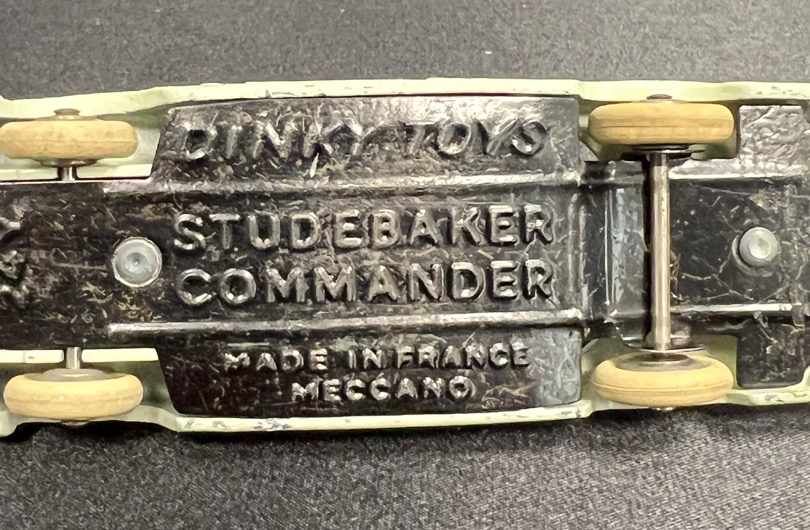 DINKY TOYS
STUDEBAKER
COMMANDER
MADE IN FRANCE
MECCANO